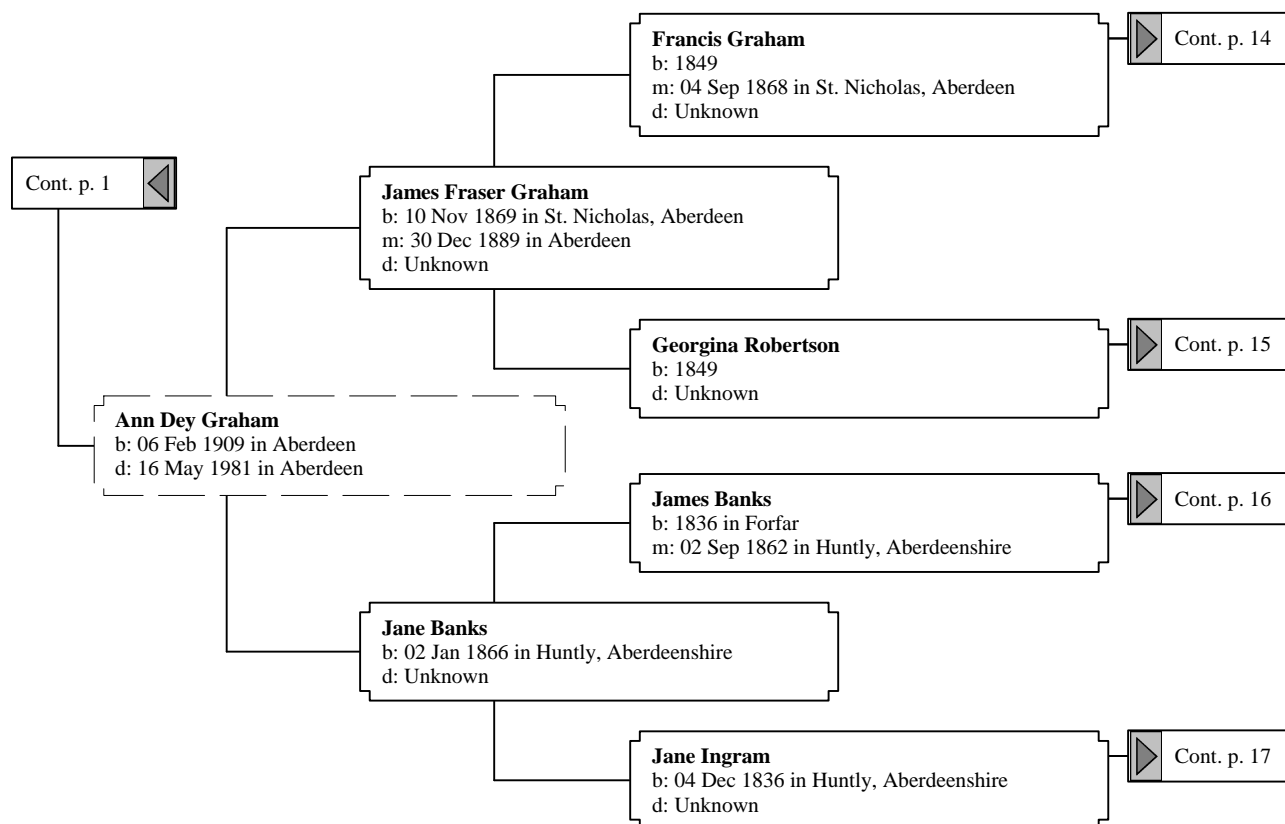 Francis Graham
b: 1849
m: 04 Sep 1868 in St. Nicholas, Aberdeen
d: Unknown
Cont. p. 14
Cont. p. 1
James Fraser Graham
b: 10 Nov 1869 in St. Nicholas, Aberdeen
m: 30 Dec 1889 in Aberdeen
d: Unknown
Georgina Robertson
b: 1849
d: Unknown
Cont. p. 15
Ann Dey Graham
b: 06 Feb 1909 in Aberdeen
d: 16 May 1981 in Aberdeen
James Banks
b: 1836 in Forfar
m: 02 Sep 1862 in Huntly, Aberdeenshire
Cont. p. 16
Jane Banks
b: 02 Jan 1866 in Huntly, Aberdeenshire
d: Unknown
Jane Ingram
b: 04 Dec 1836 in Huntly, Aberdeenshire
d: Unknown
Cont. p. 17